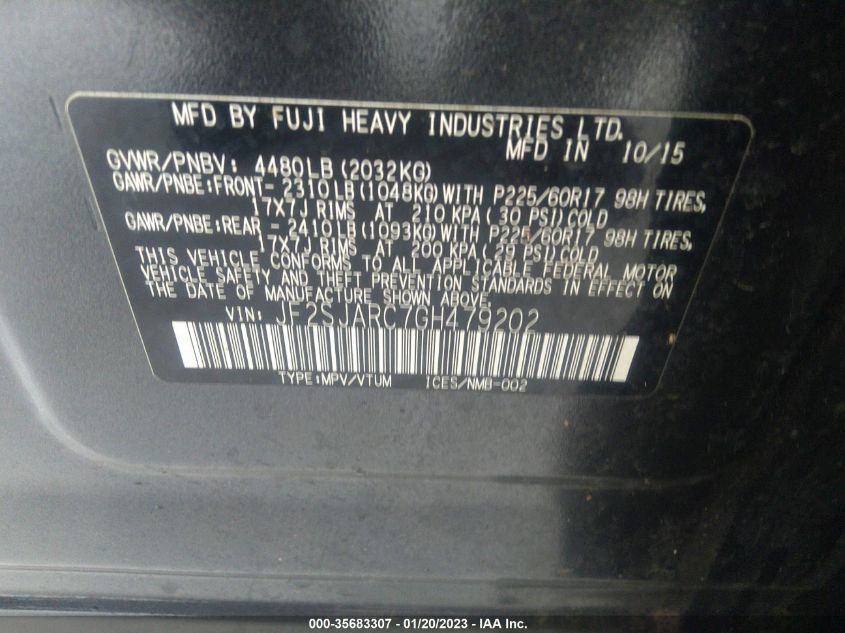 MFD BY FUJI HEAVY INDUSTRIES LTD.
MFD IN 10/15
GVWR/PNBV: 4480LB(2032KG)
GAWR/PNBE:FRONT- 2310LB(1048KG)WITH P225/60R17 98H TIRES,
17X7J RIMS AT 210 KPA( 30 PSI)COLD
GAWR/PNBE:REAR - 2410LB(1093KG)WITH P225/60R17 98H TIRES,
17X7J RIMS AT 200 KPA( 29 PSI)COLD
THIS VEHICLE CONFORMS TO ALL APPLICABLE FEDERAL MOTOR
VEHICLE SAFETY AND THEFT PREVENTION STANDARDS IN EFFECT ON
THE DATE OF MANUFACTURE SHOWN ABOVE.
VIN: JF2SJARC7GH479202
TYPE:MPV/VTUM ICES/NMB-002
000-35683307 - 01/20/2023 - IAA Inc.